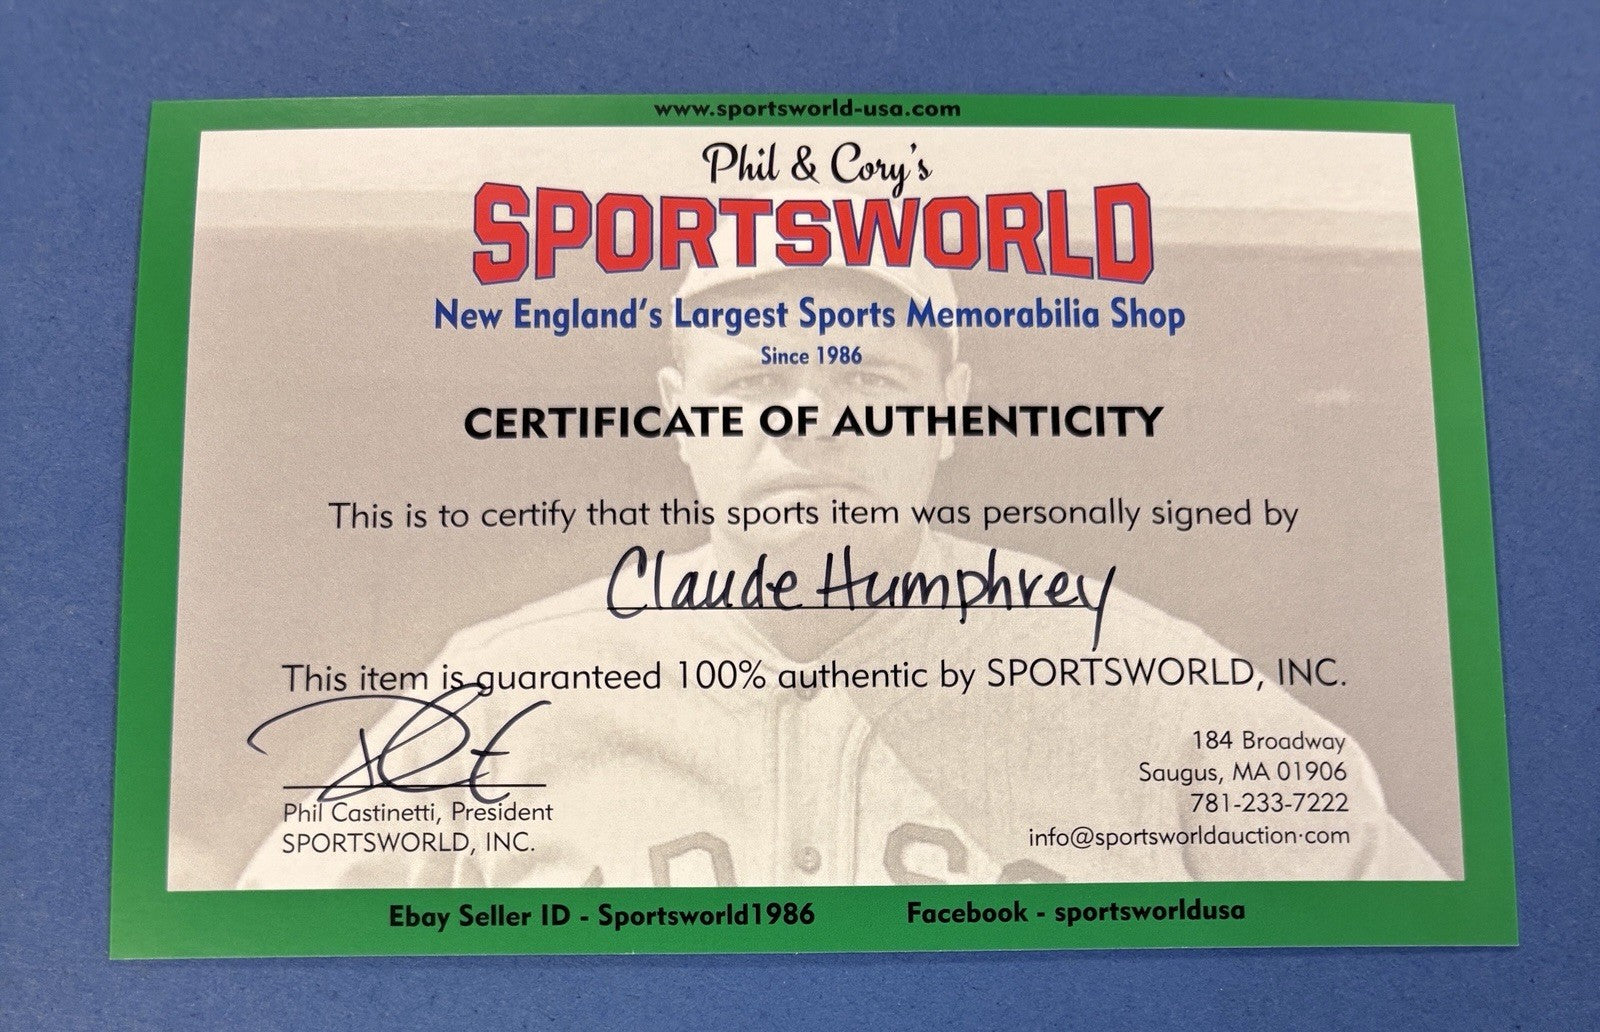 www.sportsworld-usa.com
Phil & Cory's
SPORTSWORLD
New England's Largest Sports Memorabilia Shop
Since 1986
CERTIFICATE OF AUTHENTICITY
This is to certify that this sports item was personally signed by
Claude Humphrey
This item is guaranteed 100% authentic by SPORTSWORLD, INC.
Phil Castinetti, President
SPORTSWORLD, INC.
184 Broadway
Saugus, MA 01906
781-233-7222
info@sportsworldauction.com
Ebay Seller ID - Sportsworld1986
Facebook - sportsworldusa